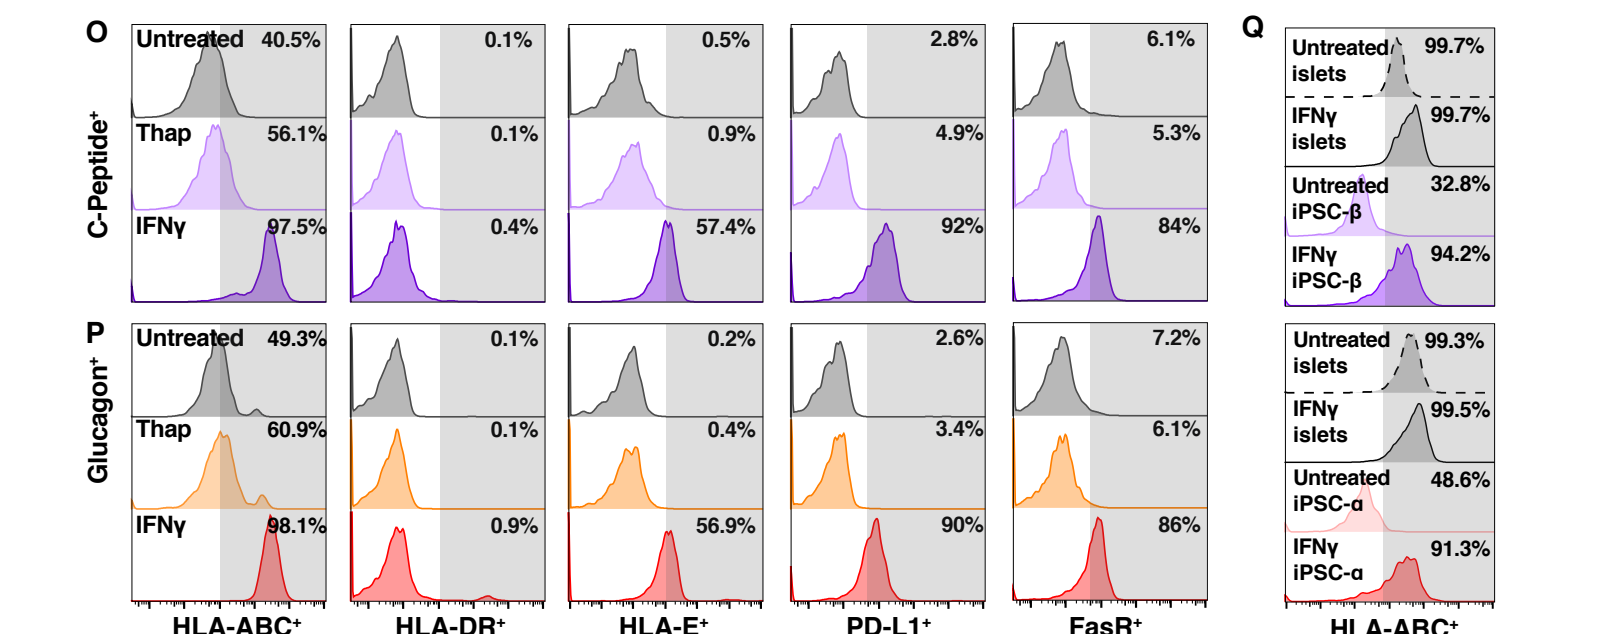 O
C-Peptide⁺
Untreated 40.5%
0.1%
0.5%
2.8%
6.1%
Thap 56.1%
0.1%
0.9%
4.9%
5.3%
IFNγ 97.5%
0.4%
57.4%
92%
84%
P
Glucagon⁺
Untreated 49.3%
0.1%
0.2%
2.6%
7.2%
Thap 60.9%
0.1%
0.4%
3.4%
6.1%
IFNγ 98.1%
0.9%
56.9%
90%
86%
HLA-ABC⁺
HLA-DR⁺
HLA-E⁺
PD-L1⁺
FasR⁺
Q
Untreated 99.7%
islets
IFNγ 99.7%
islets
Untreated 32.8%
iPSC-β
IFNγ 94.2%
iPSC-β
Untreated 99.3%
islets
IFNγ 99.5%
islets
Untreated 48.6%
iPSC-α
IFNγ 91.3%
iPSC-α
HLA-ABC⁺